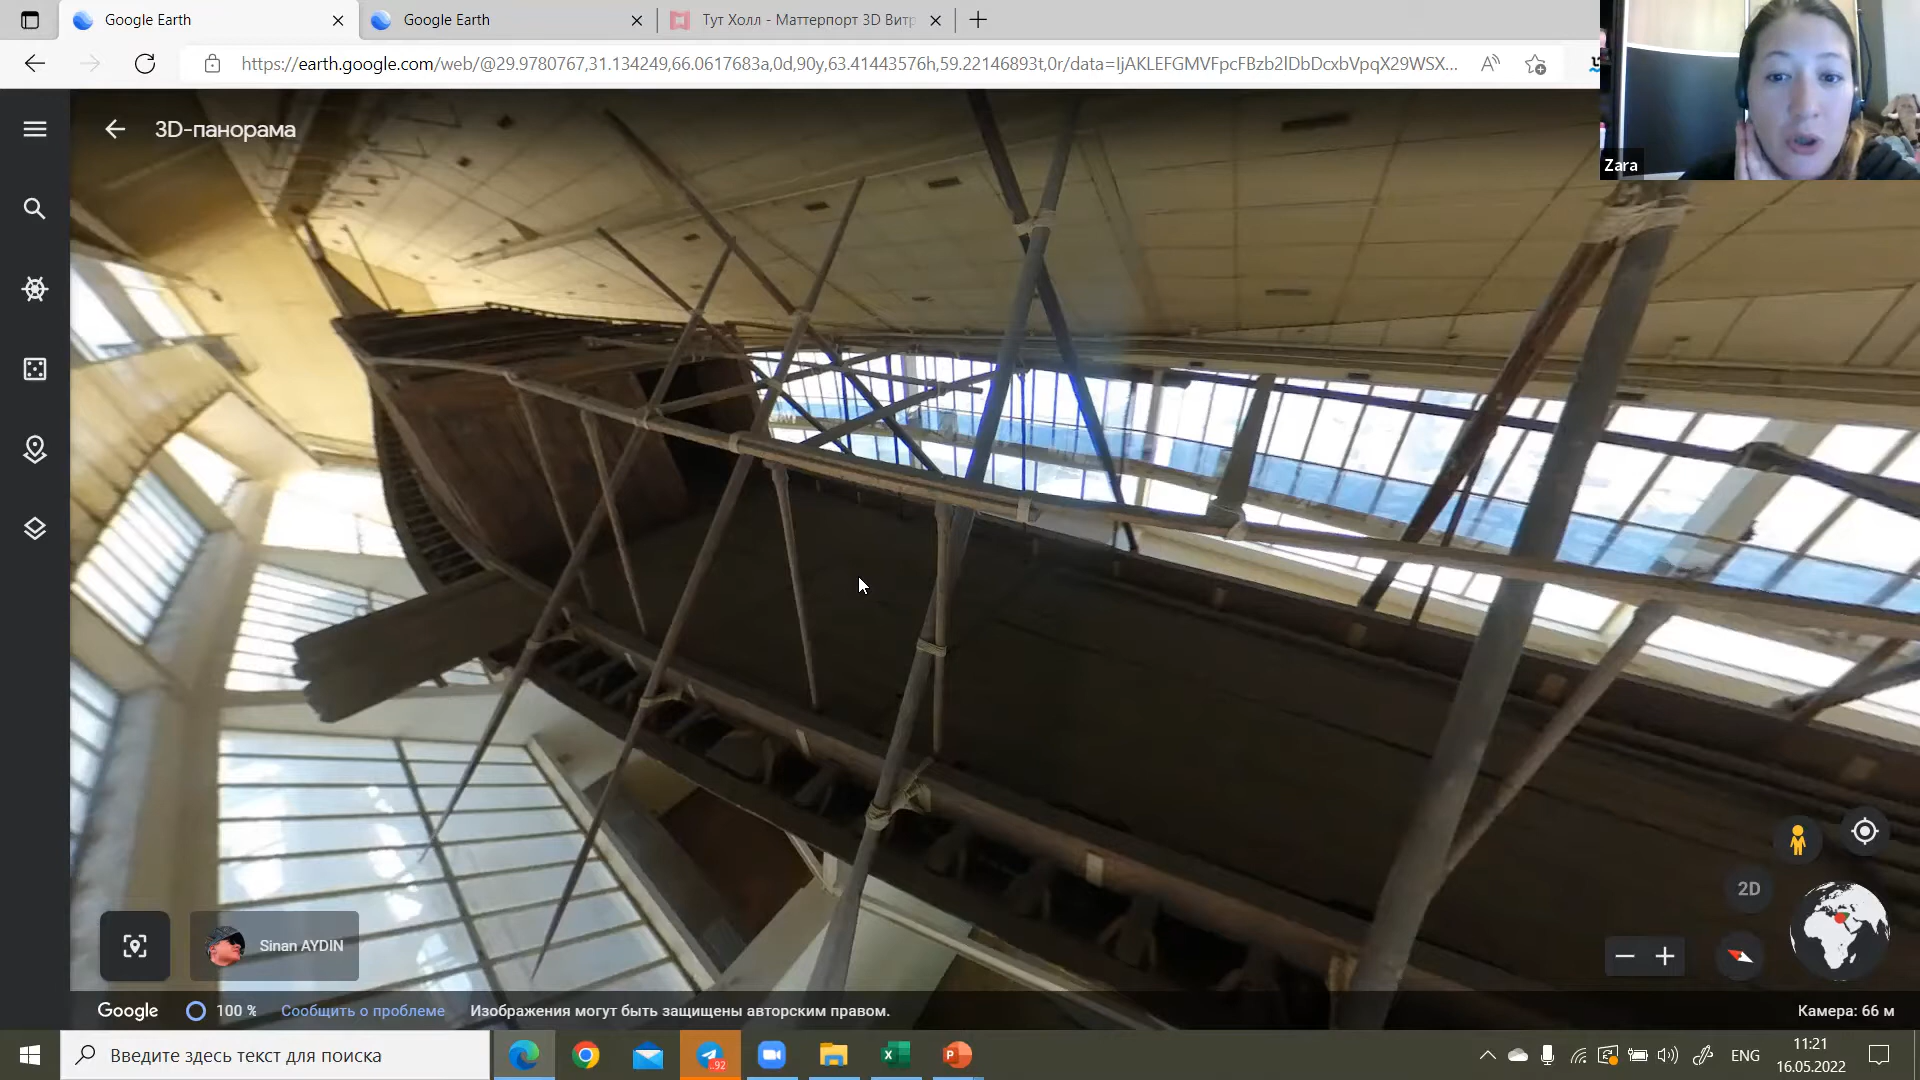 Google Earth
Google Earth
Тут Холл - Маттерпорт 3D Витр
https://earth.google.com/web/@29.9780767,31.134249,66.0617683a,0d,90y,63.41443576h,59.22146893t,0r/data=IjAKLEFGMVFpcFBzb2lDbDcxbVpqX29WSX...
3D-панорама
Zara
2D
Sinan AYDIN
Google
100 %
Сообщить о проблеме
Изображения могут быть защищены авторским правом.
Камера: 66 м
Введите здесь текст для поиска
92
ENG
11:21
16.05.2022